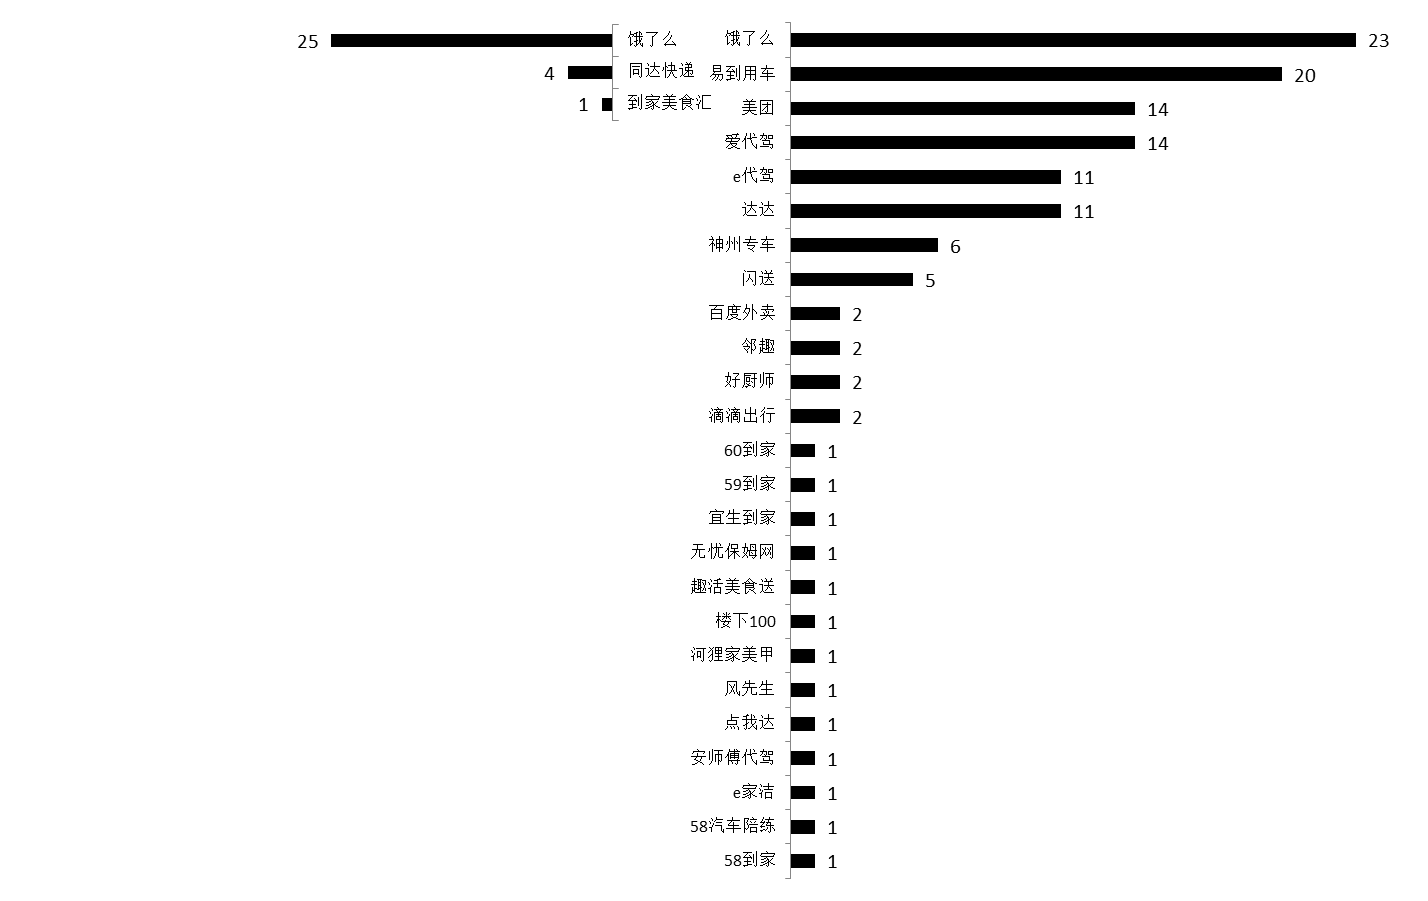 25 饿了么 饿了么 23
4 同达快递 易到用车 20
1 到家美食汇 美团 14
爱代驾 14
e代驾 11
达达 11
神州专车 6
闪送 5
百度外卖 2
邻趣 2
好厨师 2
滴滴出行 2
60到家 1
59到家 1
宜生到家 1
无忧保姆网 1
趣活美食送 1
楼下100 1
河狸家美甲 1
风先生 1
点我达 1
安师傅代驾 1
e家洁 1
58汽车陪练 1
58到家 1